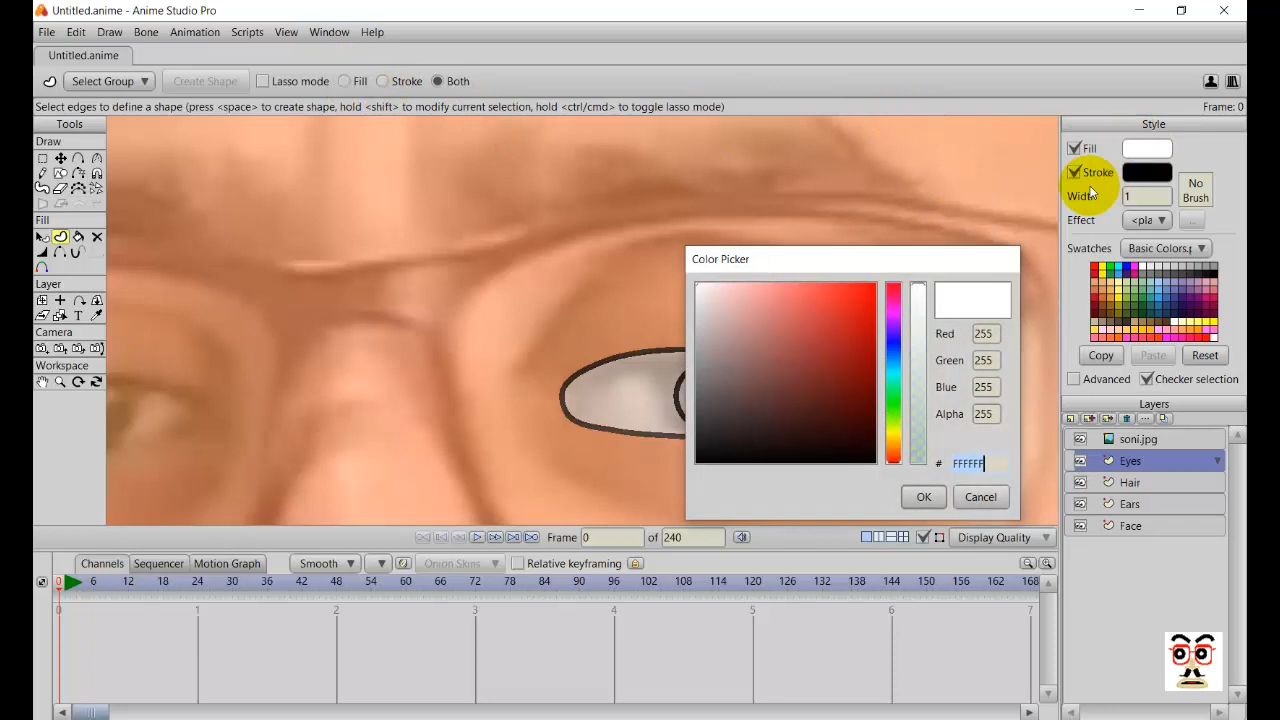 Untitled.anime - Anime Studio Pro
File Edit Draw Bone Animation Scripts View Window Help
Untitled.anime
Select Group Create Shape Lasso mode Fill Stroke Both
Select edges to define a shape (press <space> to create shape, hold <shift> to modify current selection, hold <ctrl/cmd> to toggle lasso mode) Frame: 0
Tools
Draw
Fill
Layer
Camera
Workspace
Style
Fill
Stroke
Width 1
No
Brush
Effect <pla ...
Swatches Basic Colors.p
Copy Paste Reset
Advanced Checker selection
Layers
soni.jpg
Eyes
Hair
Ears
Face
Color Picker
Red 255
Green 255
Blue 255
Alpha 255
# FFFFFF
OK Cancel
Frame 0 of 240 Display Quality
Channels Sequencer Motion Graph Smooth Onion Skins Relative keyframing
0 6 12 18 24 30 36 42 48 54 60 66 72 78 84 90 96 102 108 114 120 126 132 138 144 150 156 162 168
0 1 2 3 4 5 6 7